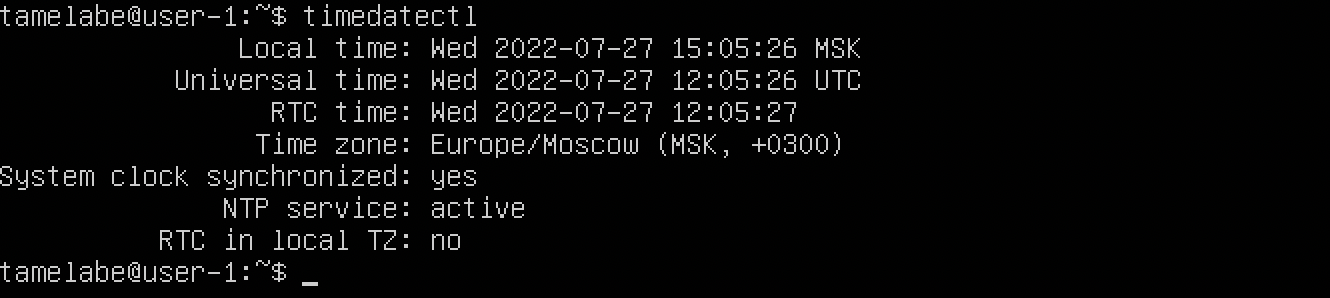 tamelabe@user-1:~$ timedatectl
Local time: Wed 2022-07-27 15:05:26 MSK
Universal time: Wed 2022-07-27 12:05:26 UTC
RTC time: Wed 2022-07-27 12:05:27
Time zone: Europe/Moscow (MSK, +0300)
System clock synchronized: yes
NTP service: active
RTC in local TZ: no
tamelabe@user-1:~$ _